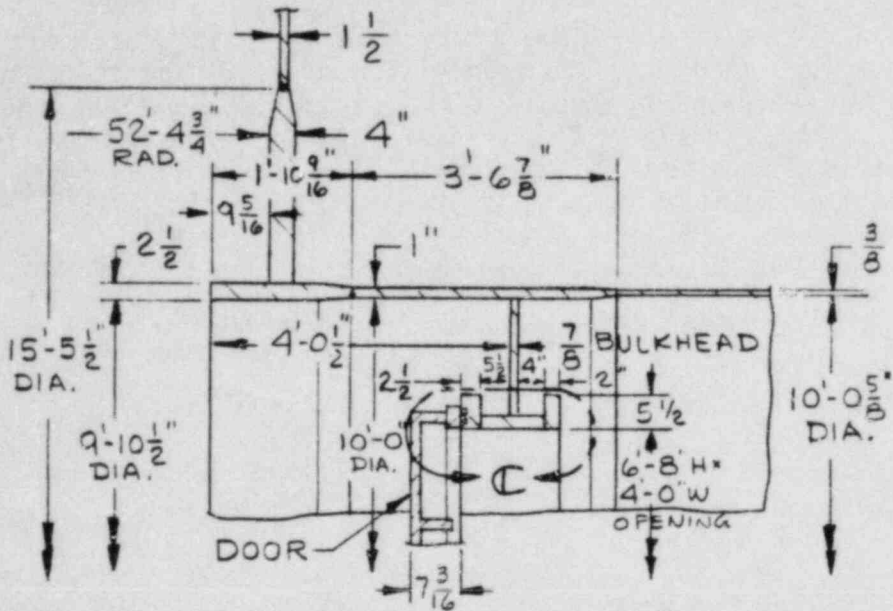 1 1/2
52'-4 3/4"
RAD.
4"
1'-10 9/16"
3'-6 7/8"
9 5/16
2 1/2
1"
3/8
4'-0 1/2"
7/8
BULKHEAD
2 1/2
4"
2"
5 1/2
15'-5 1/2"
DIA.
9'-10 1/2"
DIA.
10'-0"
DIA.
10'-0 5/8"
DIA.
C
6'-8" H×
4'-0" W
OPENING
DOOR
7 3/16